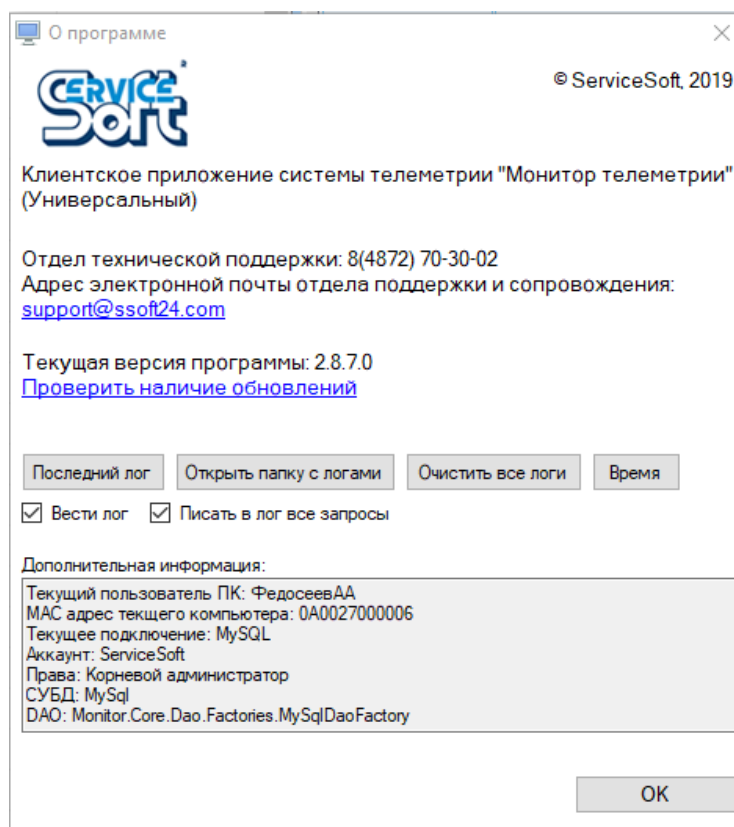 О программе
SERVICE
Soft
© ServiceSoft, 2019
Клиентское приложение системы телеметрии "Монитор телеметрии"
(Универсальный)
Отдел технической поддержки: 8(4872) 70-30-02
Адрес электронной почты отдела поддержки и сопровождения:
support@ssoft24.com
Текущая версия программы: 2.8.7.0
Проверить наличие обновлений
Последний лог Открыть папку с логами Очистить все логи Время
Вести лог Писать в лог все запросы
Дополнительная информация:
Текущий пользователь ПК: ФедосеевАА
МАС адрес текщего компьютера: 0A0027000006
Текущее подключение: MySQL
Аккаунт: ServiceSoft
Права: Корневой администратор
СУБД: MySql
DAO: Monitor.Core.Dao.Factories.MySqlDaoFactory
OK